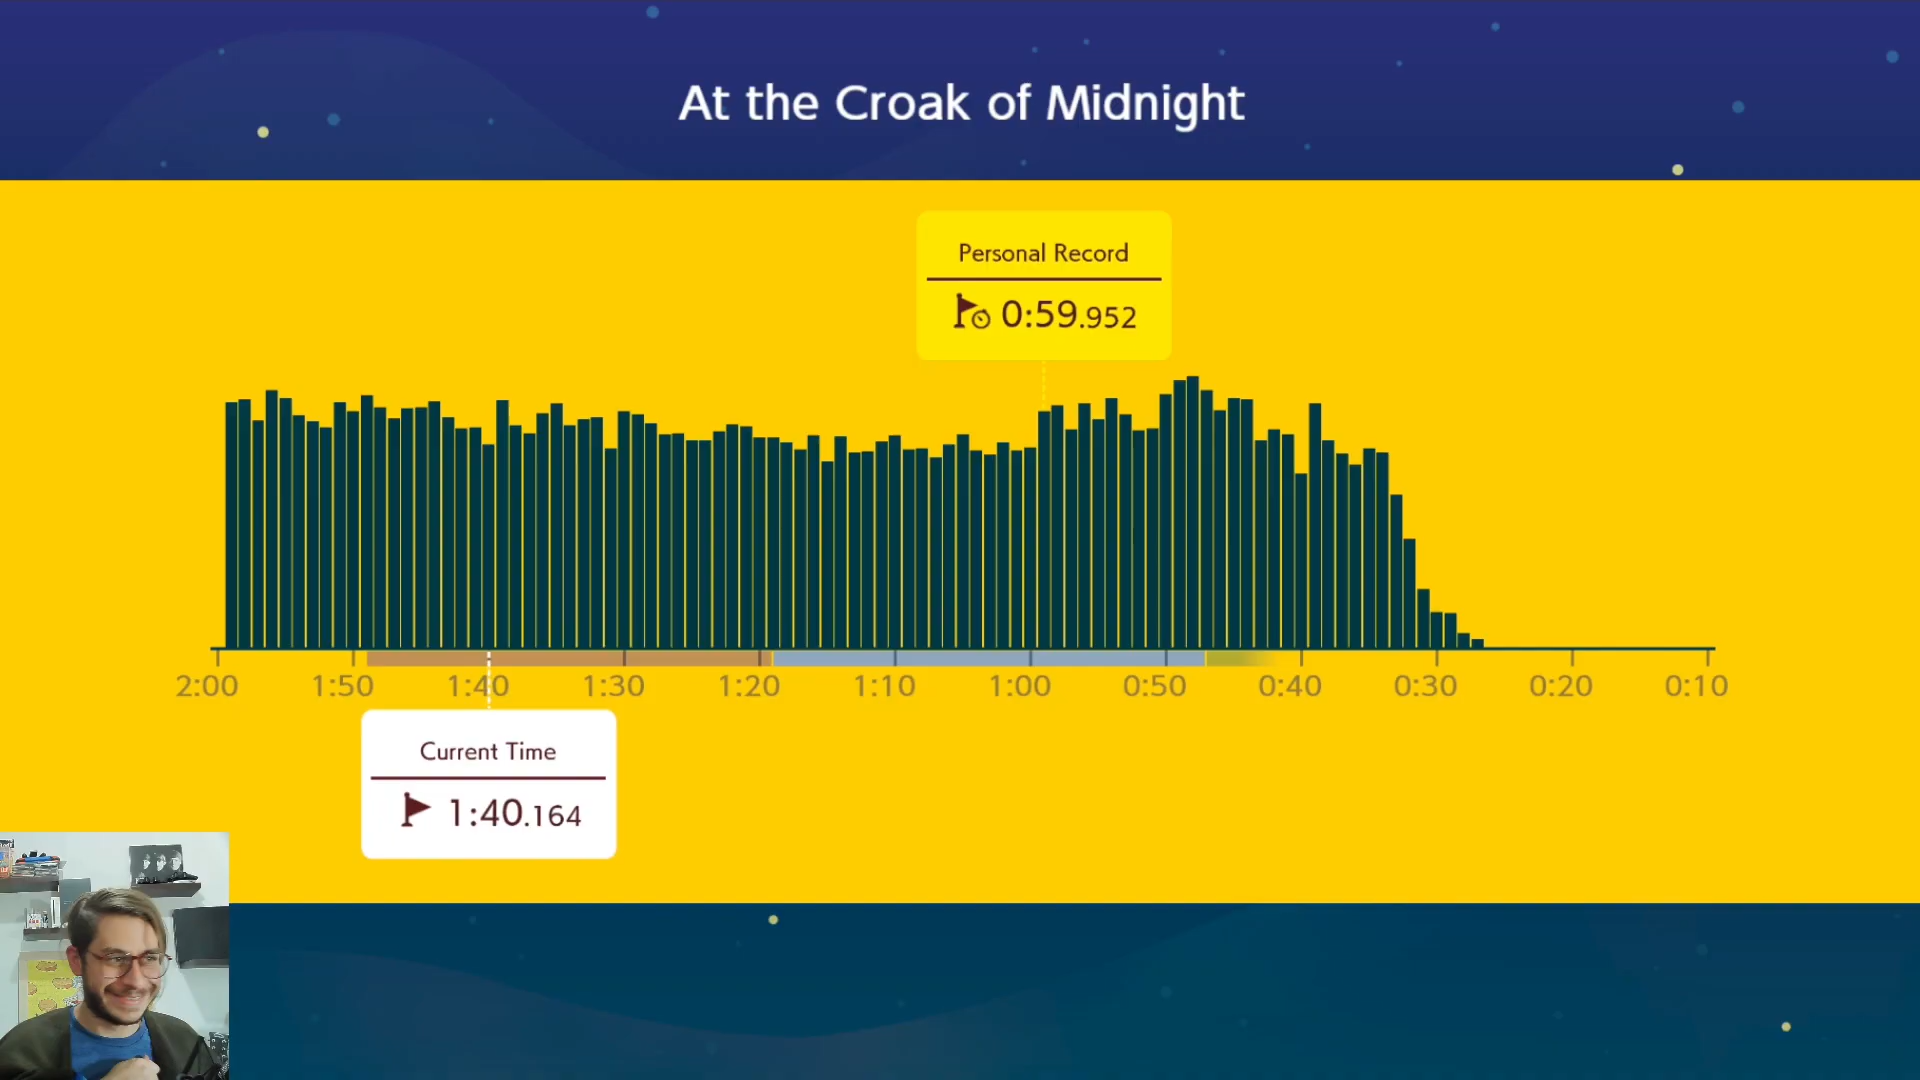 At the Croak of Midnight
Personal Record
0:59.952
2:00 1:50 1:40 1:30 1:20 1:10 1:00 0:50 0:40 0:30 0:20 0:10
Current Time
1:40.164